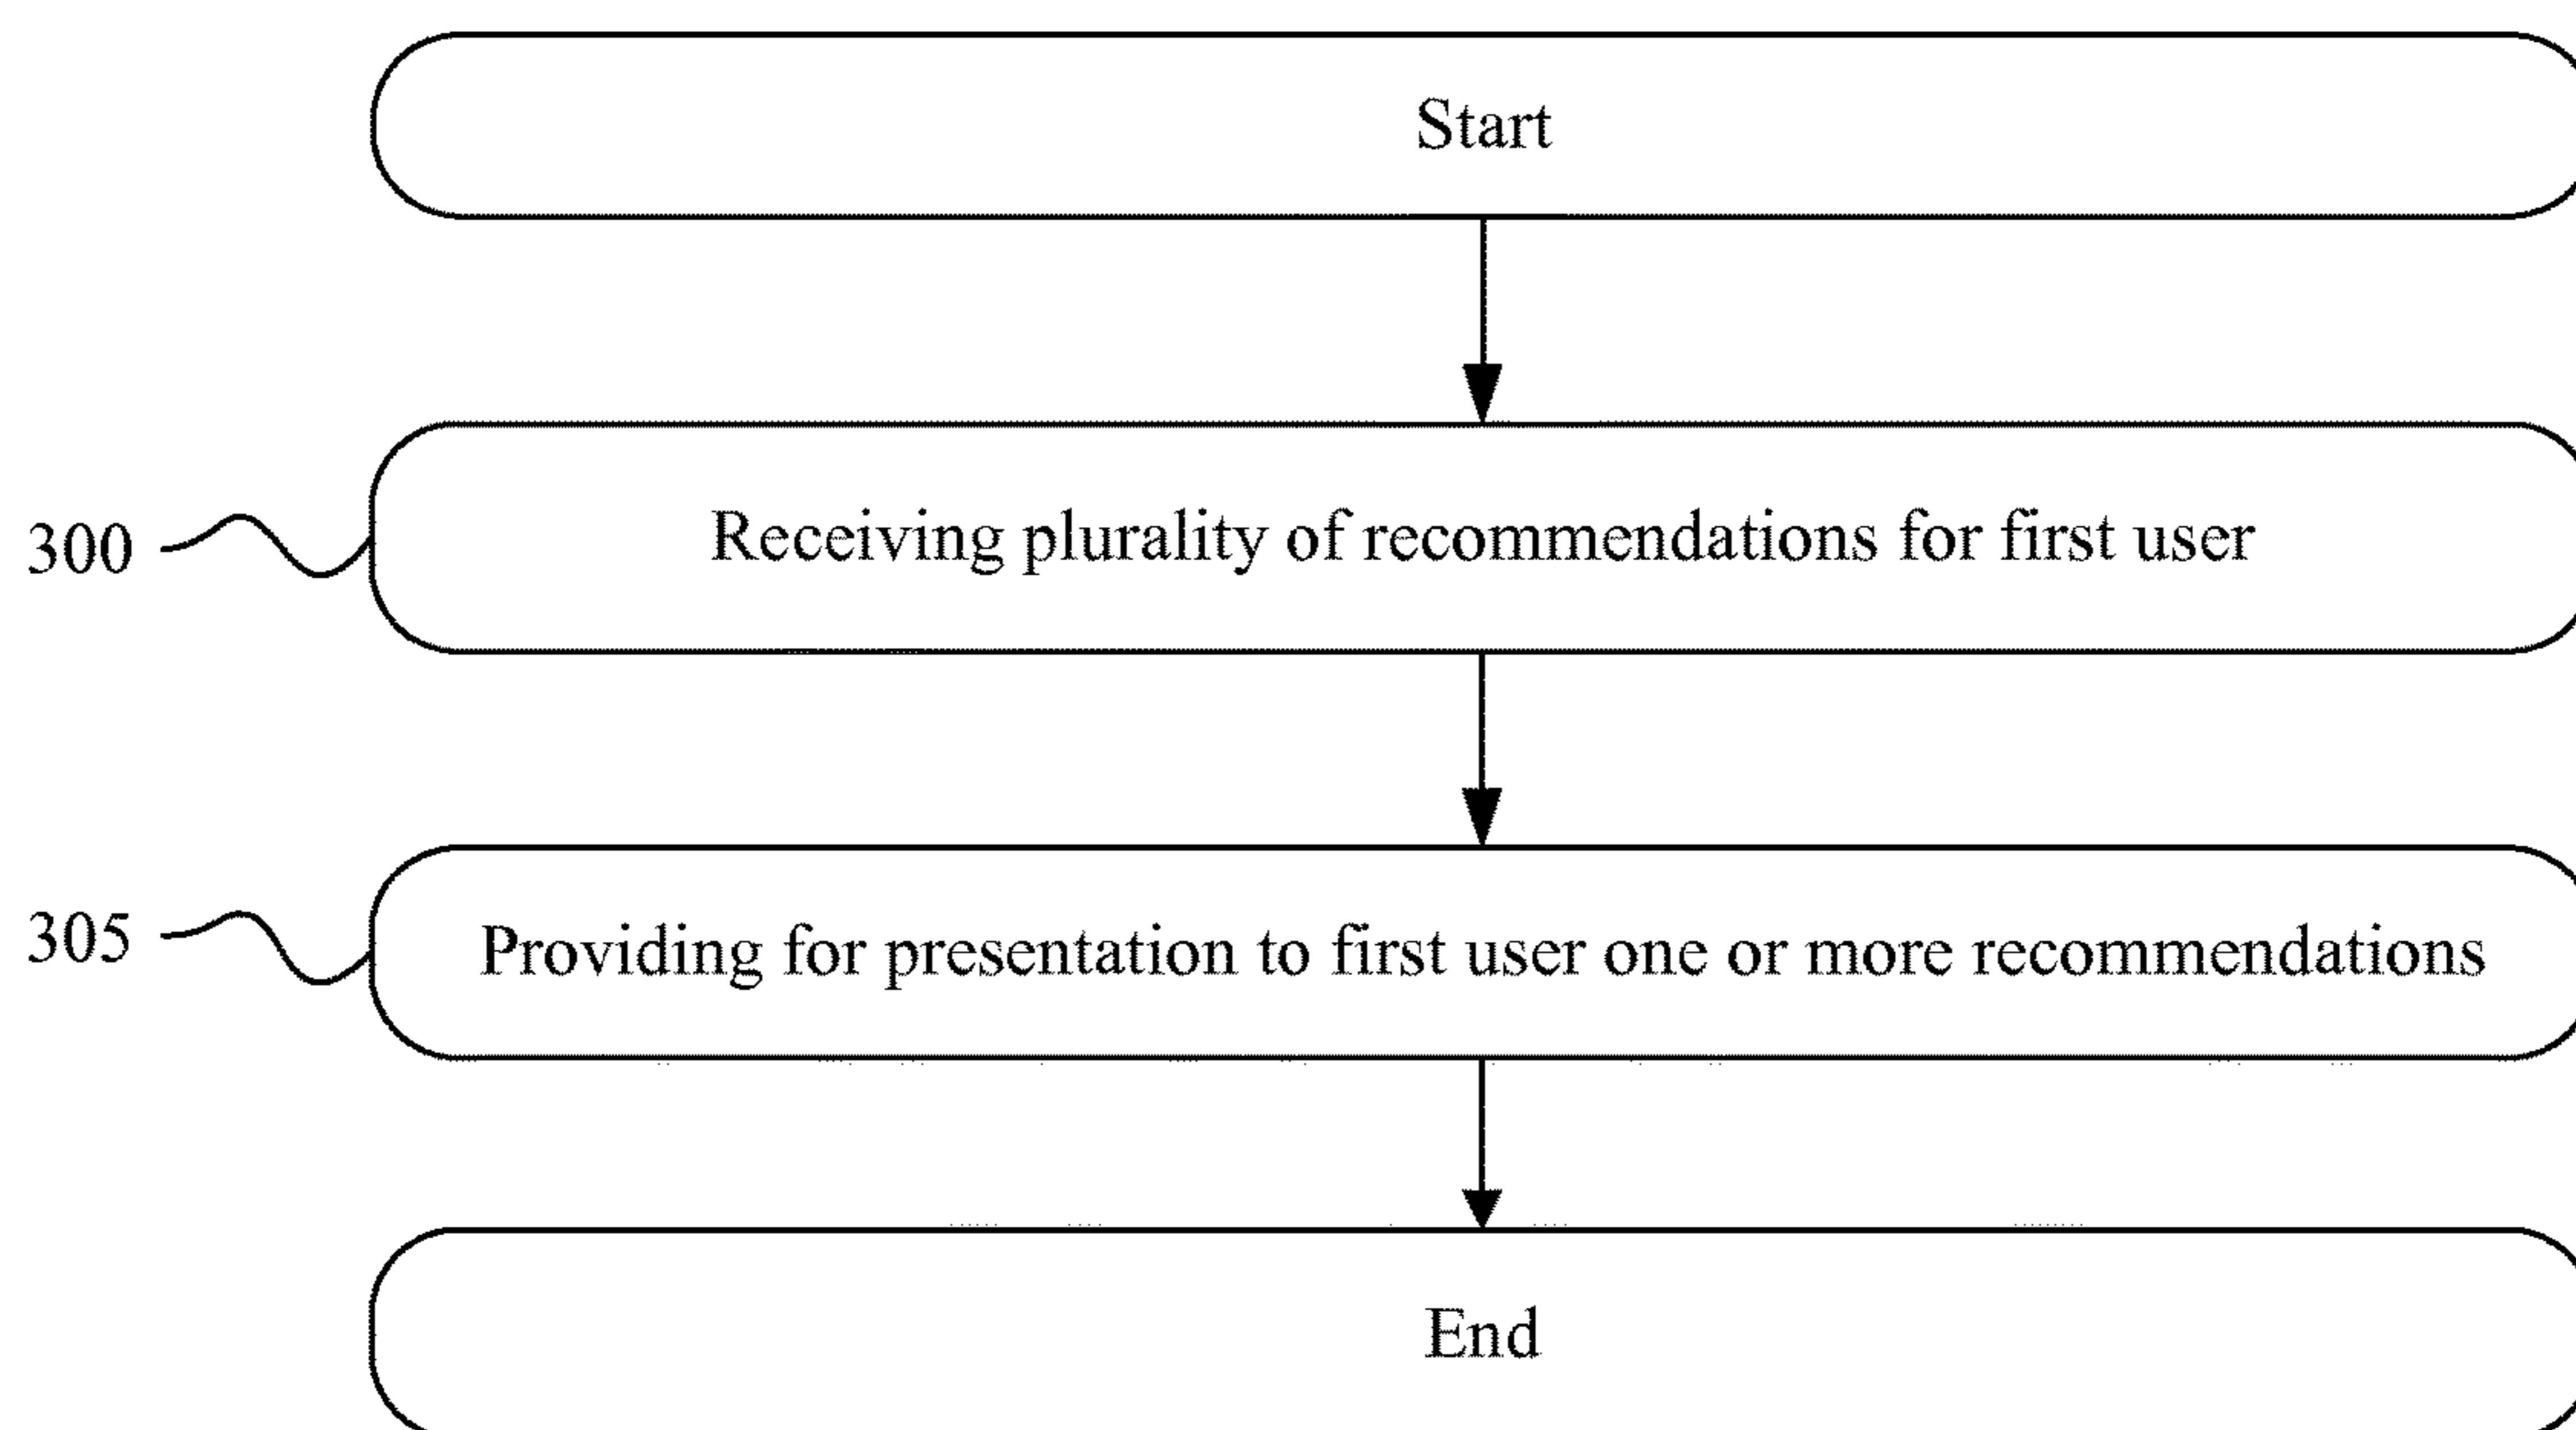 Start
300
Receiving plurality of recommendations for first user
305
Providing for presentation to first user one or more recommendations
End